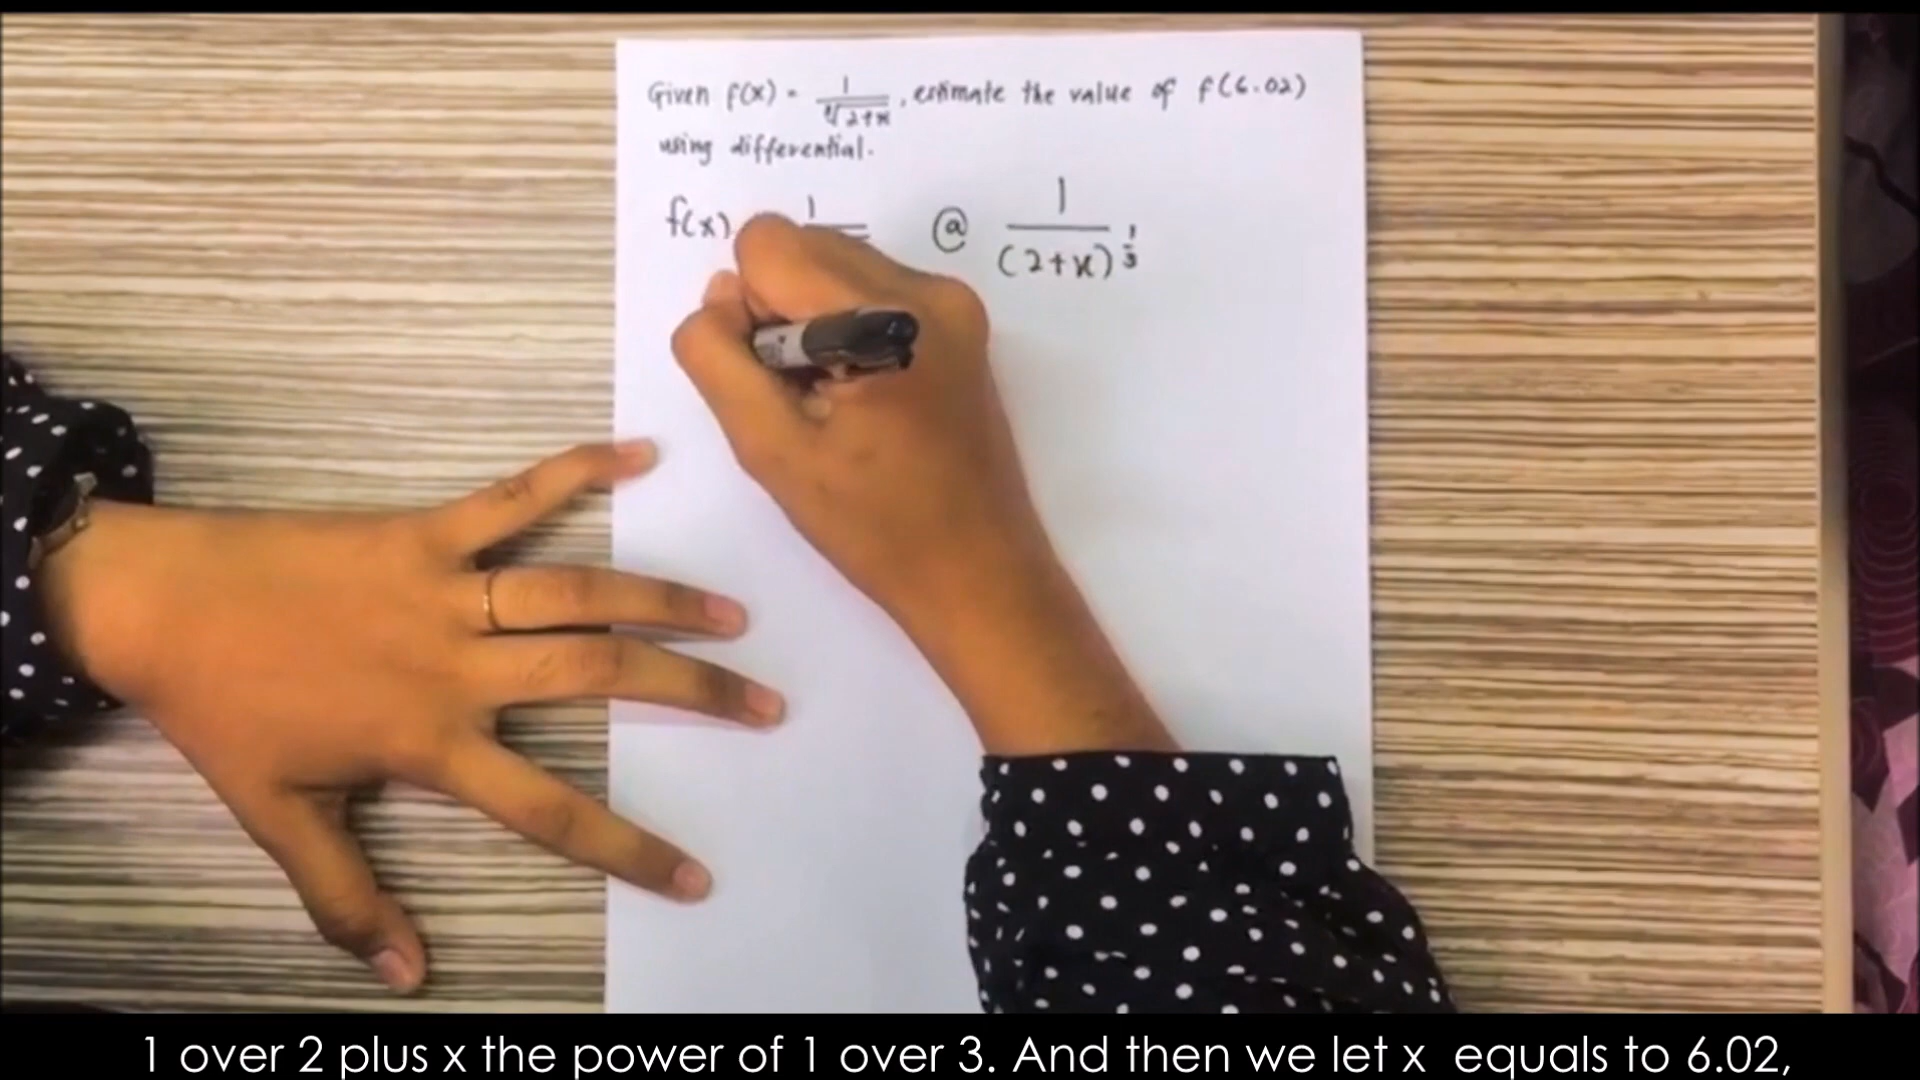 Given f(x) = 1/∛2+x, estimate the value of f(6.02)
using differential.
f(x) 1 @ 1/(2+x)^1/3
1 over 2 plus x the power of 1 over 3. And then we let x equals to 6.02,